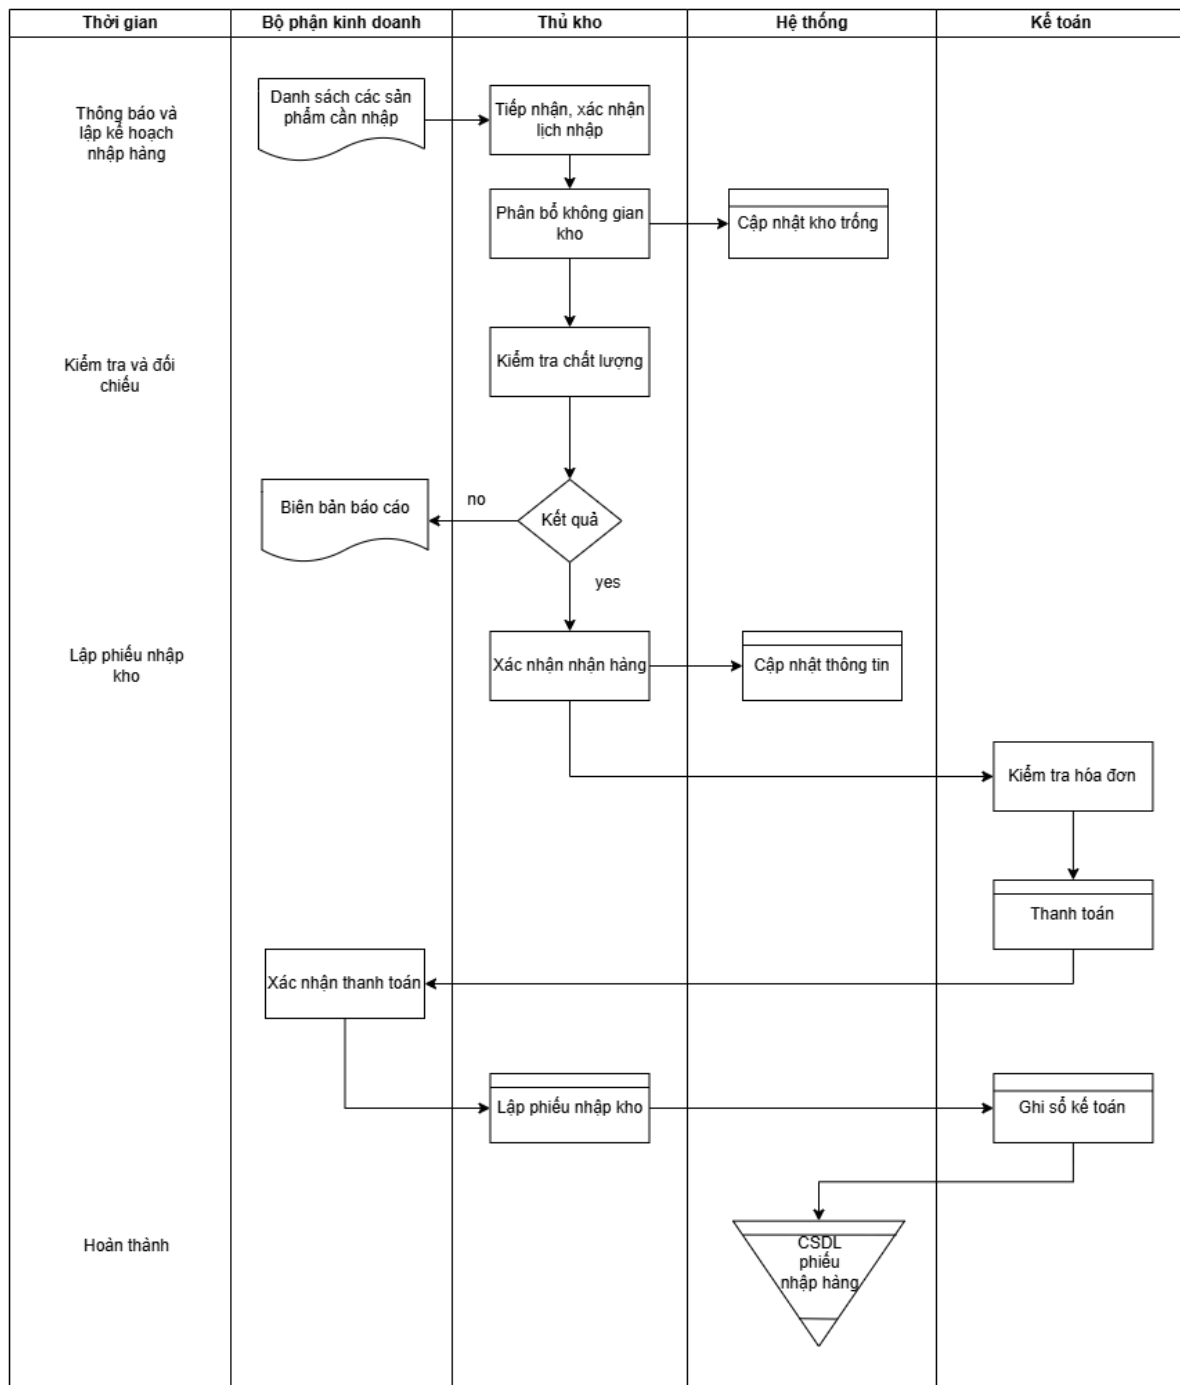 Thời gian
Bộ phận kinh doanh
Thủ kho
Hệ thống
Kế toán
Thông báo và
lập kế hoạch
nhập hàng
Danh sách các sản
phẩm cần nhập
Tiếp nhận, xác nhận
lịch nhập
Phân bổ không gian
kho
Cập nhật kho trống
Kiểm tra và đối
chiếu
Kiểm tra chất lượng
Biên bản báo cáo
no
Kết quả
yes
Lập phiếu nhập
kho
Xác nhận nhận hàng
Cập nhật thông tin
Kiểm tra hóa đơn
Thanh toán
Xác nhận thanh toán
Lập phiếu nhập kho
Ghi sổ kế toán
Hoàn thành
CSDL
phiếu
nhập hàng